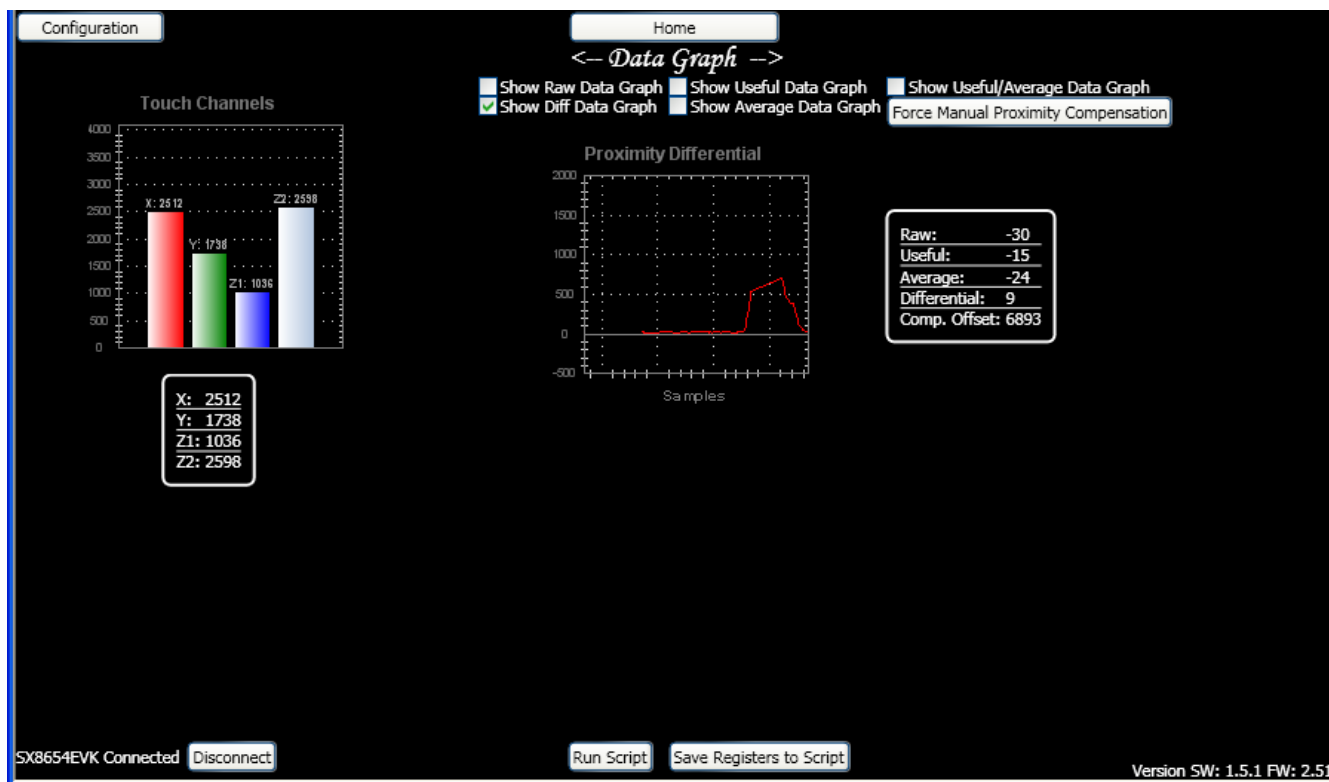 Configuration
Home
<-- Data Graph -->
Show Raw Data Graph Show Useful Data Graph Show Useful/Average Data Graph
Show Diff Data Graph Show Average Data Graph Force Manual Proximity Compensation
Touch Channels
4000
3500
3000
2500
2000
1500
1000
500
0
X: 2512
Y: 1738
Z1: 1036
Z2: 2598
X: 2512
Y: 1738
Z1: 1036
Z2: 2598
Proximity Differential
2000
1500
1000
500
0
-500
Samples
Raw: -30
Useful: -15
Average: -24
Differential: 9
Comp. Offset: 6893
SX8654EVK Connected Disconnect
Run Script Save Registers to Script
Version SW: 1.5.1 FW: 2.51